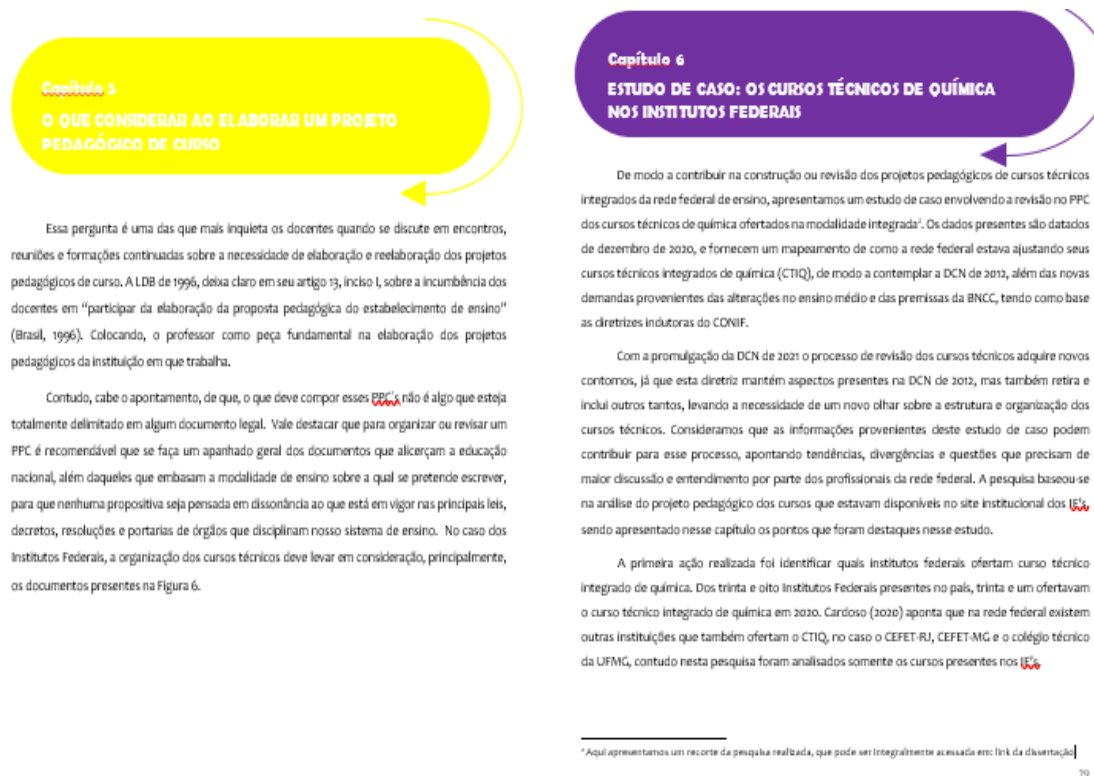 Capítulo 5
O QUE CONSIDERAR AO ELABORAR UM PROJETO
PEDAGÓGICO DE CURSO
Essa pergunta é uma das que mais inquieta os docentes quando se discute em encontros,
reuniões e formações continuadas sobre a necessidade de elaboração e reelaboração dos projetos
pedagógicos de curso. A LDB de 1996, deixa claro em seu artigo 13, inciso I, sobre a incumbência dos
docentes em “participar da elaboração da proposta pedagógica do estabelecimento de ensino”
(Brasil, 1996). Colocando, o professor como peça fundamental na elaboração dos projetos
pedagógicos da instituição em que trabalha.
Contudo, cabe o apontamento, de que, o que deve compor esses PPC's não é algo que esteja
totalmente delimitado em algum documento legal. Vale destacar que para organizar ou revisar um
PPC é recomendável que se faça um apanhado geral dos documentos que alicerçam a educação
nacional, além daqueles que embasam a modalidade de ensino sobre a qual se pretende escrever,
para que nenhuma propositiva seja pensada em dissonância ao que está em vigor nas principais leis,
decretos, resoluções e portarias de órgãos que disciplinam nosso sistema de ensino. No caso dos
Institutos Federais, a organização dos cursos técnicos deve levar em consideração, principalmente,
os documentos presentes na Figura 6.
Capítulo 6
ESTUDO DE CASO: OS CURSOS TÉCNICOS DE QUÍMICA
NOS INSTITUTOS FEDERAIS
De modo a contribuir na construção ou revisão dos projetos pedagógicos de cursos técnicos
integrados da rede federal de ensino, apresentamos um estudo de caso envolvendo a revisão no PPC
dos cursos técnicos de química ofertados na modalidade integrada². Os dados presentes são datados
de dezembro de 2020, e fornecem um mapeamento de como a rede federal estava ajustando seus
cursos técnicos integrados de química (CTIQ), de modo a contemplar a DCN de 2012, além das novas
demandas provenientes das alterações no ensino médio e das premissas da BNCC, tendo como base
as diretrizes indutoras do CONIF.
Com a promulgação da DCN de 2021 o processo de revisão dos cursos técnicos adquire novos
contornos, já que esta diretriz mantém aspectos presentes na DCN de 2012, mas também retira e
inclui outros tantos, levando a necessidade de um novo olhar sobre a estrutura e organização dos
cursos técnicos. Consideramos que as informações provenientes deste estudo de caso podem
contribuir para esse processo, apontando tendências, divergências e questões que precisam de
maior discussão e entendimento por parte dos profissionais da rede federal. A pesquisa baseou-se
na análise do projeto pedagógico dos cursos que estavam disponíveis no site institucional dos IF's,
sendo apresentado nesse capítulo os pontos que foram destaques nesse estudo.
A primeira ação realizada foi identificar quais institutos federais ofertam curso técnico
integrado de química. Dos trinta e oito Institutos Federais presentes no país, trinta e um ofertavam
o curso técnico integrado de química em 2020. Cardoso (2020) aponta que na rede federal existem
outras instituições que também ofertam o CTIQ, no caso o CEFET-RJ, CEFET-MG e o colégio técnico
da UFMG, contudo nesta pesquisa foram analisados somente os cursos presentes nos IF's.
² Aqui apresentamos um recorte da pesquisa realizada, que pode ser integralmente acessada em: link da dissertação
29